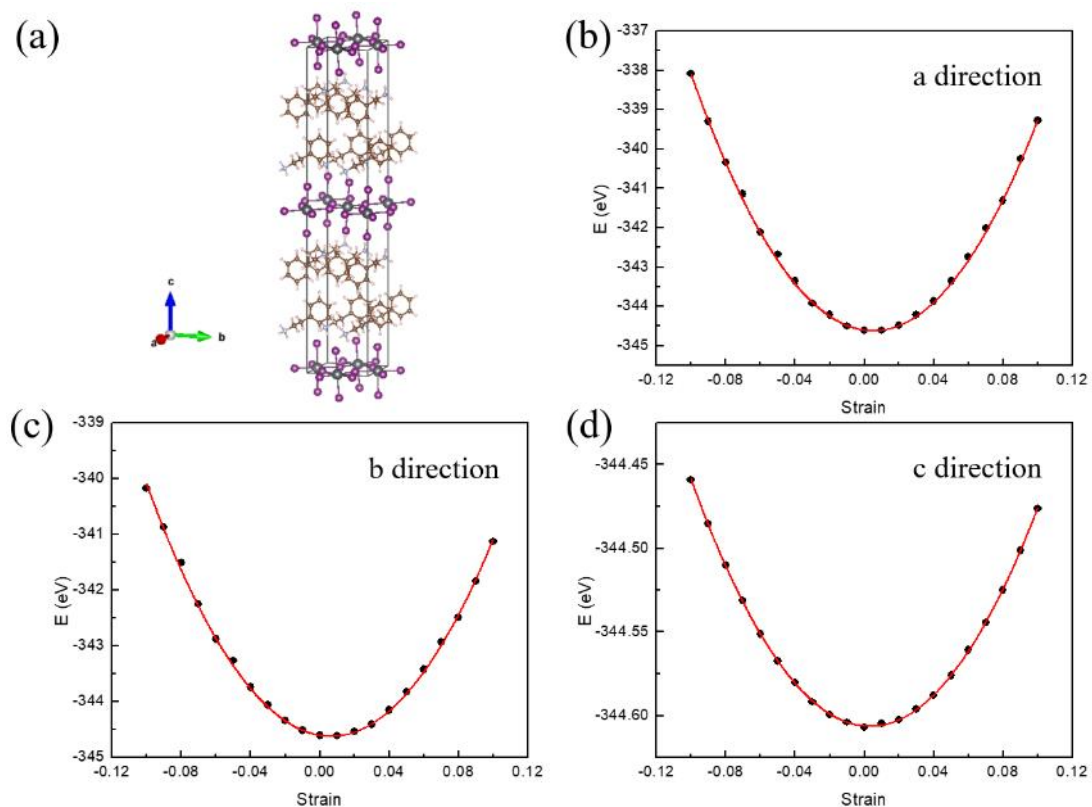 (a)
c
a
b
(b)
a direction
-337
-338
-339
-340
-341
-342
-343
-344
-345
E (eV)
-0.12 -0.08 -0.04 0.00 0.04 0.08 0.12
Strain
(c)
b direction
-339
-340
-341
-342
-343
-344
-345
E (eV)
-0.12 -0.08 -0.04 0.00 0.04 0.08 0.12
Strain
(d)
c direction
-344.45
-344.50
-344.55
-344.60
E (eV)
-0.12 -0.08 -0.04 0.00 0.04 0.08 0.12
Strain